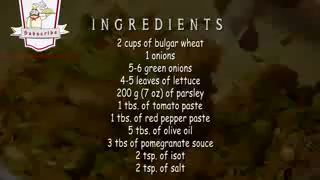 Subscribe
INGREDIENTS
2 cups of bulgar wheat
1 onions
5-6 green onions
4-5 leaves of lettuce
200 g (7 oz) of parsley
1 tbs. of tomato paste
1 tbs. of red pepper paste
5 tbs. of olive oil
3 tbs of pomegranate souce
2 tsp. of isot
2 tsp. of salt